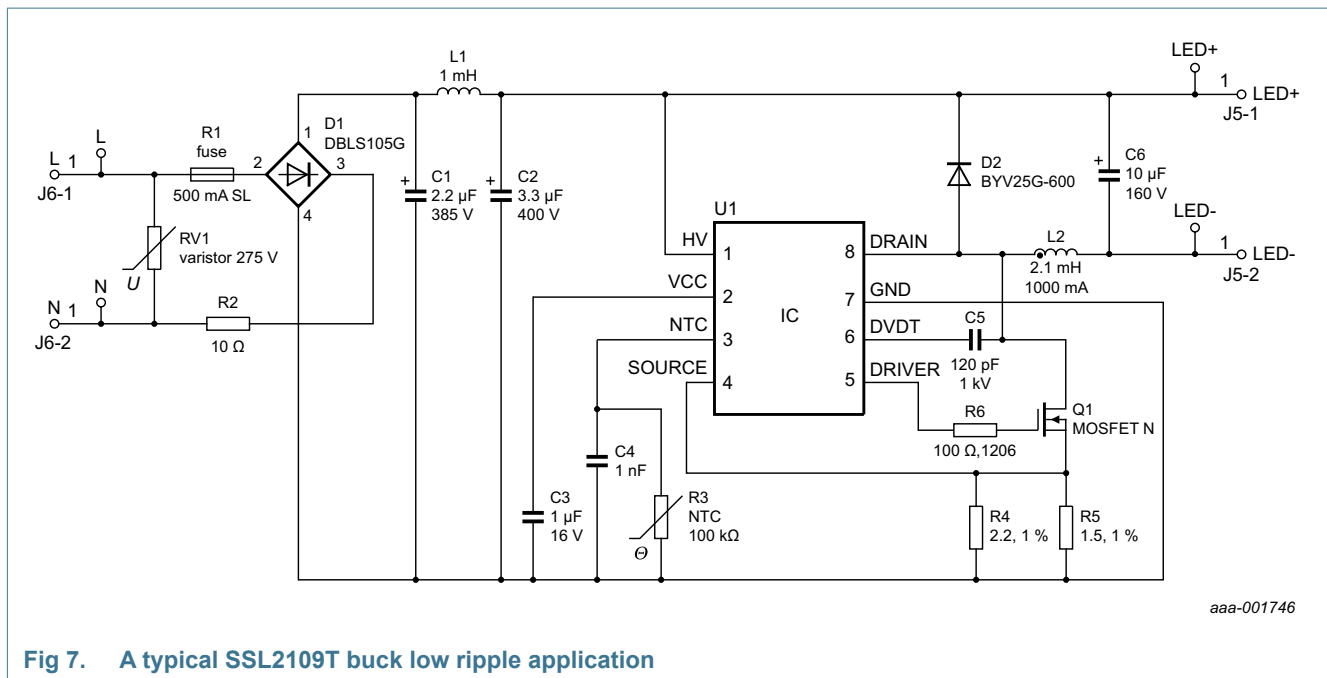 L1
1 mH
LED+
1
LED+
J5-1
D1
DBLS105G
R1
fuse
L
L 1
J6-1
500 mA SL
2
1
3
4
C1
2.2 µF
385 V
+
C2
3.3 µF
400 V
+
D2
BYV25G-600
C6
10 µF
160 V
+
LED-
1
LED-
J5-2
RV1
varistor 275 V
U
N
N 1
J6-2
R2
10 Ω
U1
HV
1
VCC
2
NTC
3
SOURCE
4
IC
8
DRAIN
7
GND
6
DVDT
5
DRIVER
L2
2.1 mH
1000 mA
C5
120 pF
1 kV
R6
100 Ω,1206
Q1
MOSFET N
C4
1 nF
C3
1 µF
16 V
R3
NTC
100 kΩ
Θ
R4
2.2, 1 %
R5
1.5, 1 %
aaa-001746
Fig 7. A typical SSL2109T buck low ripple application